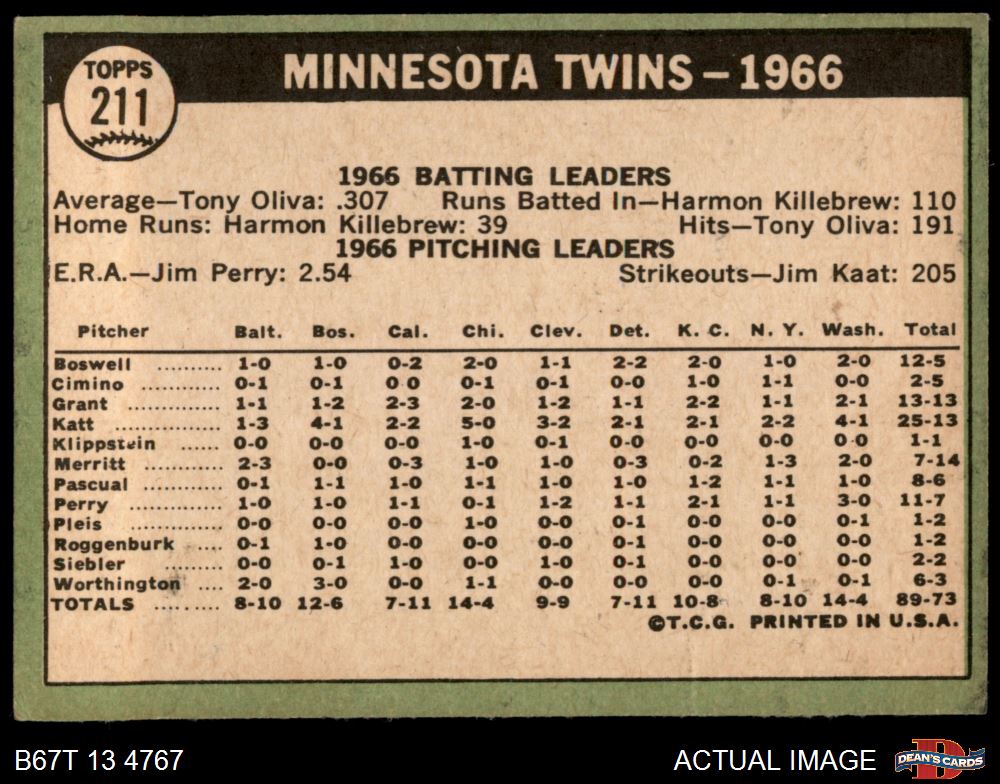 TOPPS
211
MINNESOTA TWINS – 1966
1966 BATTING LEADERS
Average—Tony Oliva: .307 Runs Batted In—Harmon Killebrew: 110
Home Runs: Harmon Killebrew: 39 Hits—Tony Oliva: 191
1966 PITCHING LEADERS
E.R.A.—Jim Perry: 2.54 Strikeouts—Jim Kaat: 205
Pitcher Balt. Bos. Cal. Chi. Clev. Det. K. C. N. Y. Wash. Total
Boswell .......... 1-0 1-0 0-2 2-0 1-1 2-2 2-0 1-0 2-0 12-5
Cimino ............ 0-1 0-1 0 0 0-1 0-1 0-0 1-0 1-1 0-0 2-5
Grant .............. 1-1 1-2 2-3 2-0 1-2 1-1 2-2 1-1 2-1 13-13
Katt ................ 1-3 4-1 2-2 5-0 3-2 2-1 2-1 2-2 4-1 25-13
Klippstein ...... 0-0 0-0 0-0 1-0 0-1 0-0 0-0 0-0 0-0 1-1
Merritt ............ 2-3 0-0 0-3 1-0 1-0 0-3 0-2 1-3 2-0 7-14
Pascual ............ 0-1 1-1 1-0 1-1 1-0 1-0 1-2 1-1 1-0 8-6
Perry .............. 1-0 1-0 1-1 0-1 1-2 1-1 2-1 1-1 3-0 11-7
Pleis ................ 0-0 0-0 0-0 1-0 0-0 0-1 0-0 0-0 0-1 1-2
Roggenburk .... 0-1 1-0 0-0 0-0 0-0 0-1 0-0 0-0 0-0 1-2
Siebler ............ 0-0 0-1 1-0 0-0 1-0 0-1 0-0 0-0 0-0 2-2
Worthington .... 2-0 3-0 0-0 1-1 0-0 0-0 0-0 0-1 0-1 6-3
TOTALS .......... 8-10 12-6 7-11 14-4 9-9 7-11 10-8 8-10 14-4 89-73
©T.C.G. PRINTED IN U.S.A.
B67T 13 4767 ACTUAL IMAGE DEAN'S CARDS